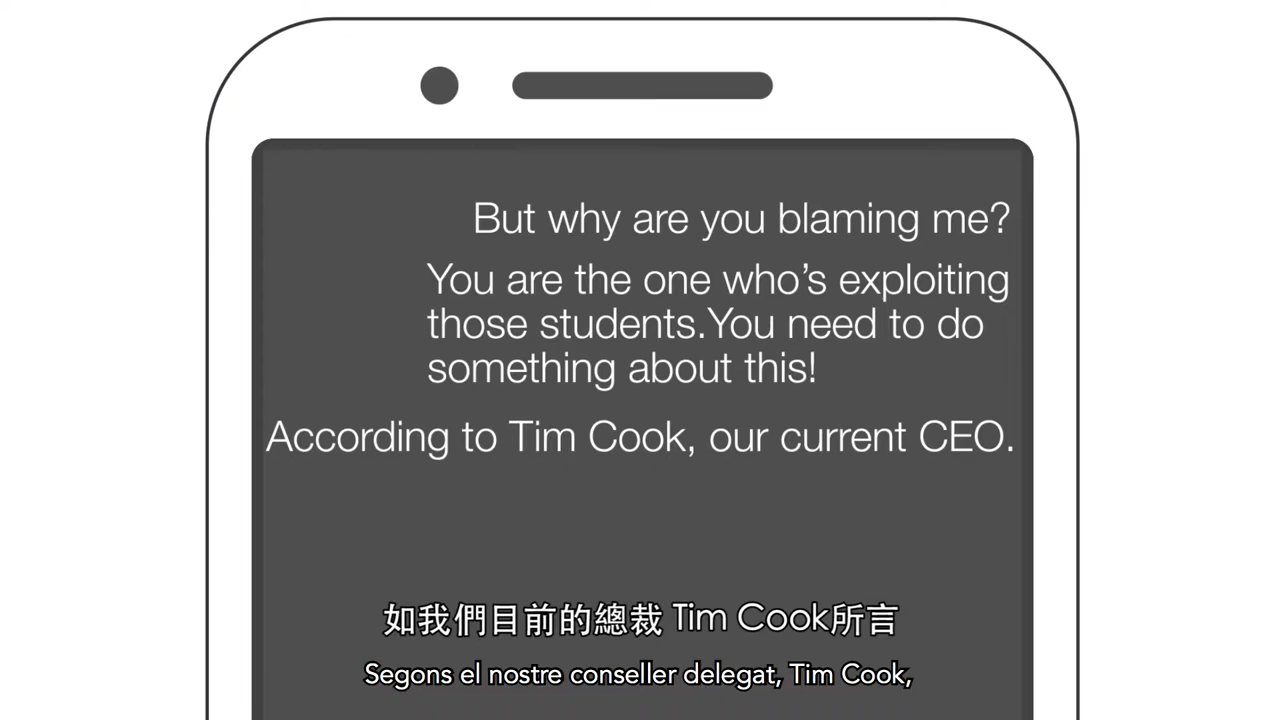 But why are you blaming me?
You are the one who's exploiting
those students.You need to do
something about this!
According to Tim Cook, our current CEO.
如我們目前的總裁 Tim Cook所言
Segons el nostre conseller delegat, Tim Cook,